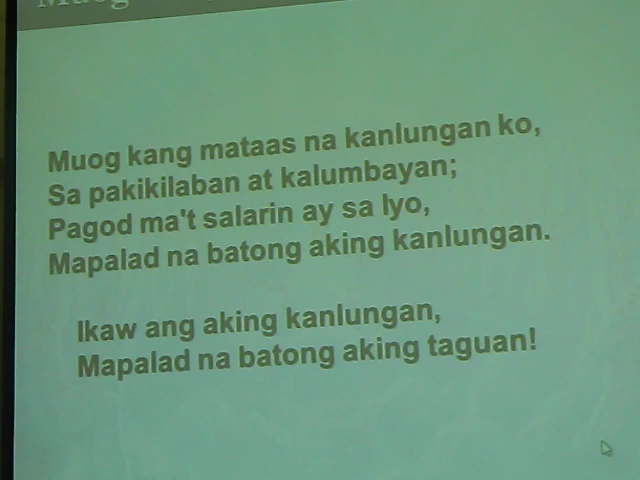 Muog
Muog kang mataas na kanlungan ko,
Sa pakikilaban at kalumbayan;
Pagod ma't salarin ay sa Iyo,
Mapalad na batong aking kanlungan.
Ikaw ang aking kanlungan,
Mapalad na batong aking taguan!